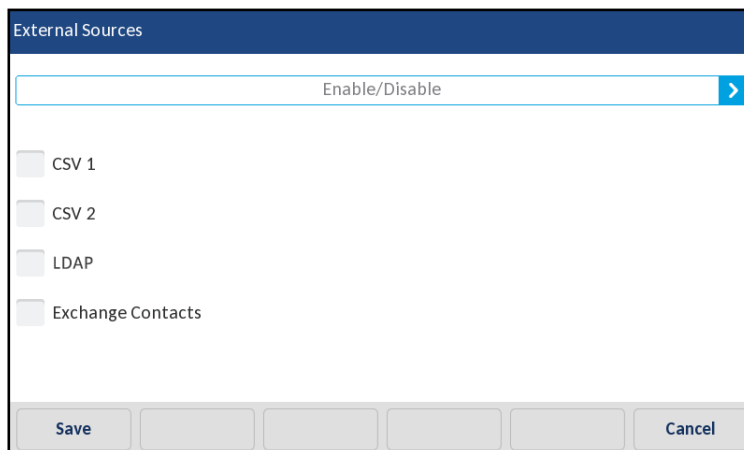 External Sources
Enable/Disable
CSV 1
CSV 2
LDAP
Exchange Contacts
Save
Cancel